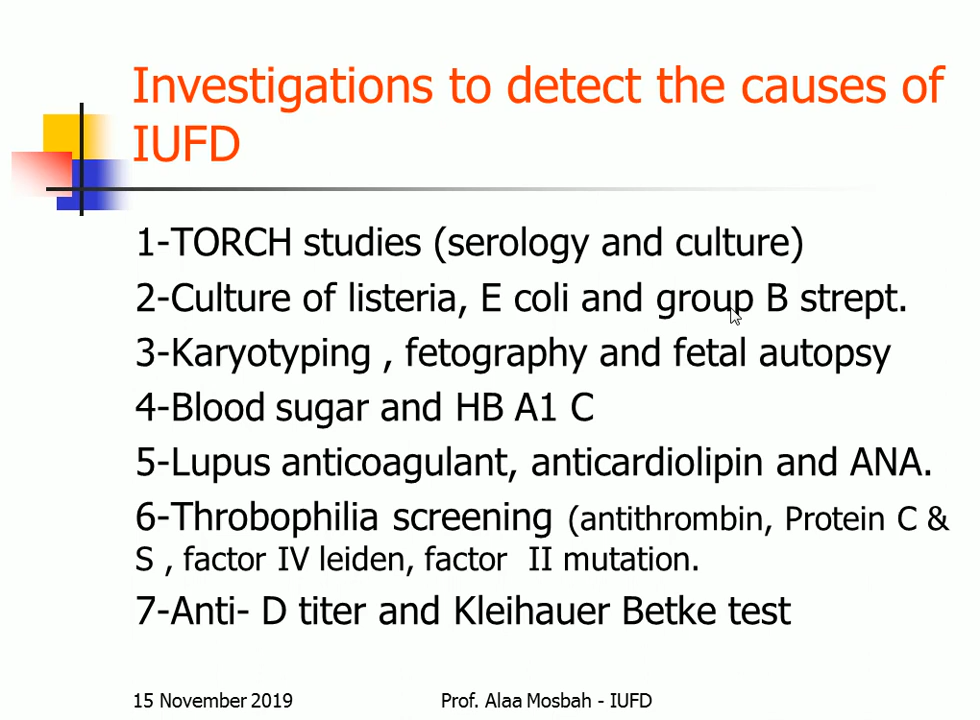 Investigations to detect the causes of
IUFD
1-TORCH studies (serology and culture)
2-Culture of listeria, E coli and group B strept.
3-Karyotyping , fetography and fetal autopsy
4-Blood sugar and HB A1 C
5-Lupus anticoagulant, anticardiolipin and ANA.
6-Throbophilia screening (antithrombin, Protein C &
S , factor IV leiden, factor II mutation.
7-Anti- D titer and Kleihauer Betke test
15 November 2019
Prof. Alaa Mosbah - IUFD